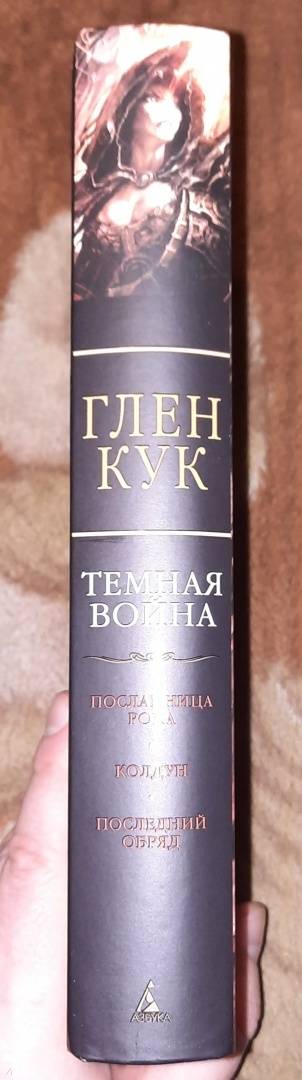 ГЛЕН
КУК
ТЕМНАЯ
ВОЙНА
ПОСЛАННИЦА
РОКА
КОЛДУН
ПОСЛЕДНИЙ
ОБРЯД
АЗБУКА